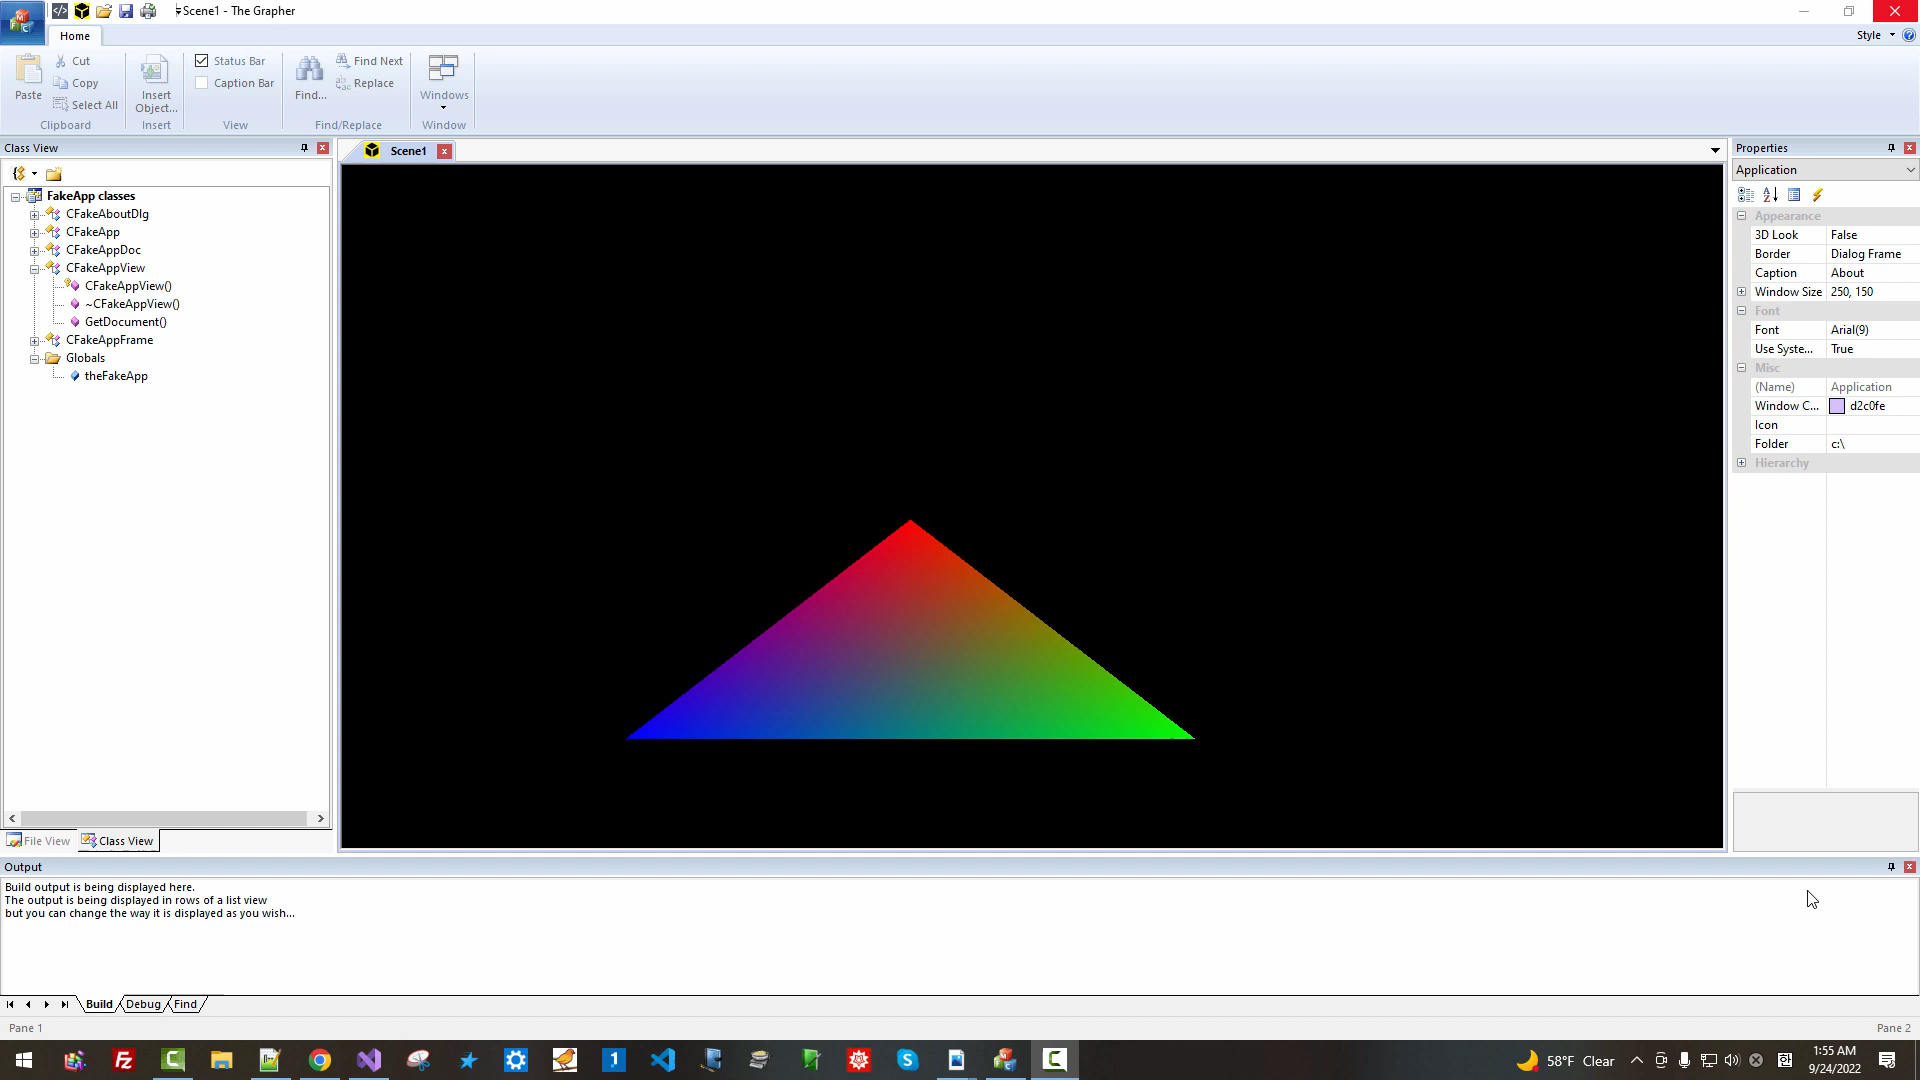 Scene1 - The Grapher
Home
Style
Paste
Cut
Copy
Select All
Clipboard
Insert
Object...
Insert
Status Bar
Caption Bar
View
Find...
Find Next
Replace
Find/Replace
Windows
Window
Class View
FakeApp classes
CFakeAboutDlg
CFakeApp
CFakeAppDoc
CFakeAppView
CFakeAppView()
~CFakeAppView()
GetDocument()
CFakeAppFrame
Globals
theFakeApp
File View
Class View
Scene1
Properties
Application
Appearance
3D Look False
Border Dialog Frame
Caption About
Window Size 250, 150
Font
Font Arial(9)
Use Syste... True
Misc
(Name) Application
Window C... d2c0fe
Icon
Folder c:\
Hierarchy
Output
Build output is being displayed here.
The output is being displayed in rows of a list view
but you can change the way it is displayed as you wish...
Build Debug Find
Pane 1
Pane 2
58°F Clear
1:55 AM
9/24/2022